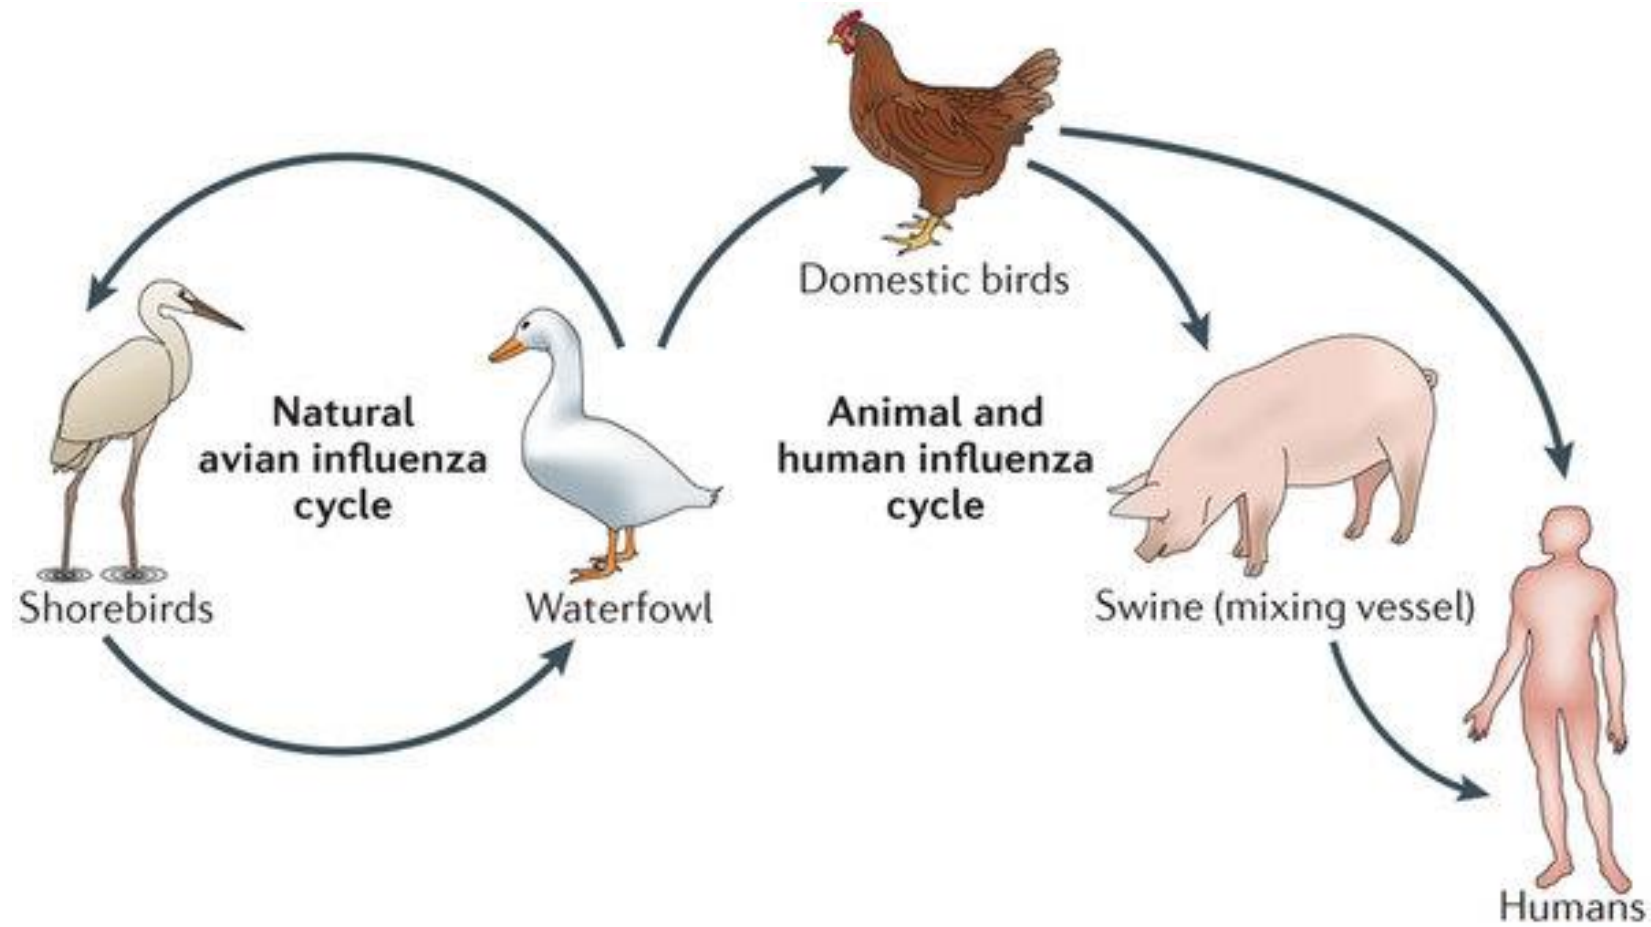 Domestic birds
Natural
avian influenza
cycle
Animal and
human influenza
cycle
Shorebirds
Waterfowl
Swine (mixing vessel)
Humans